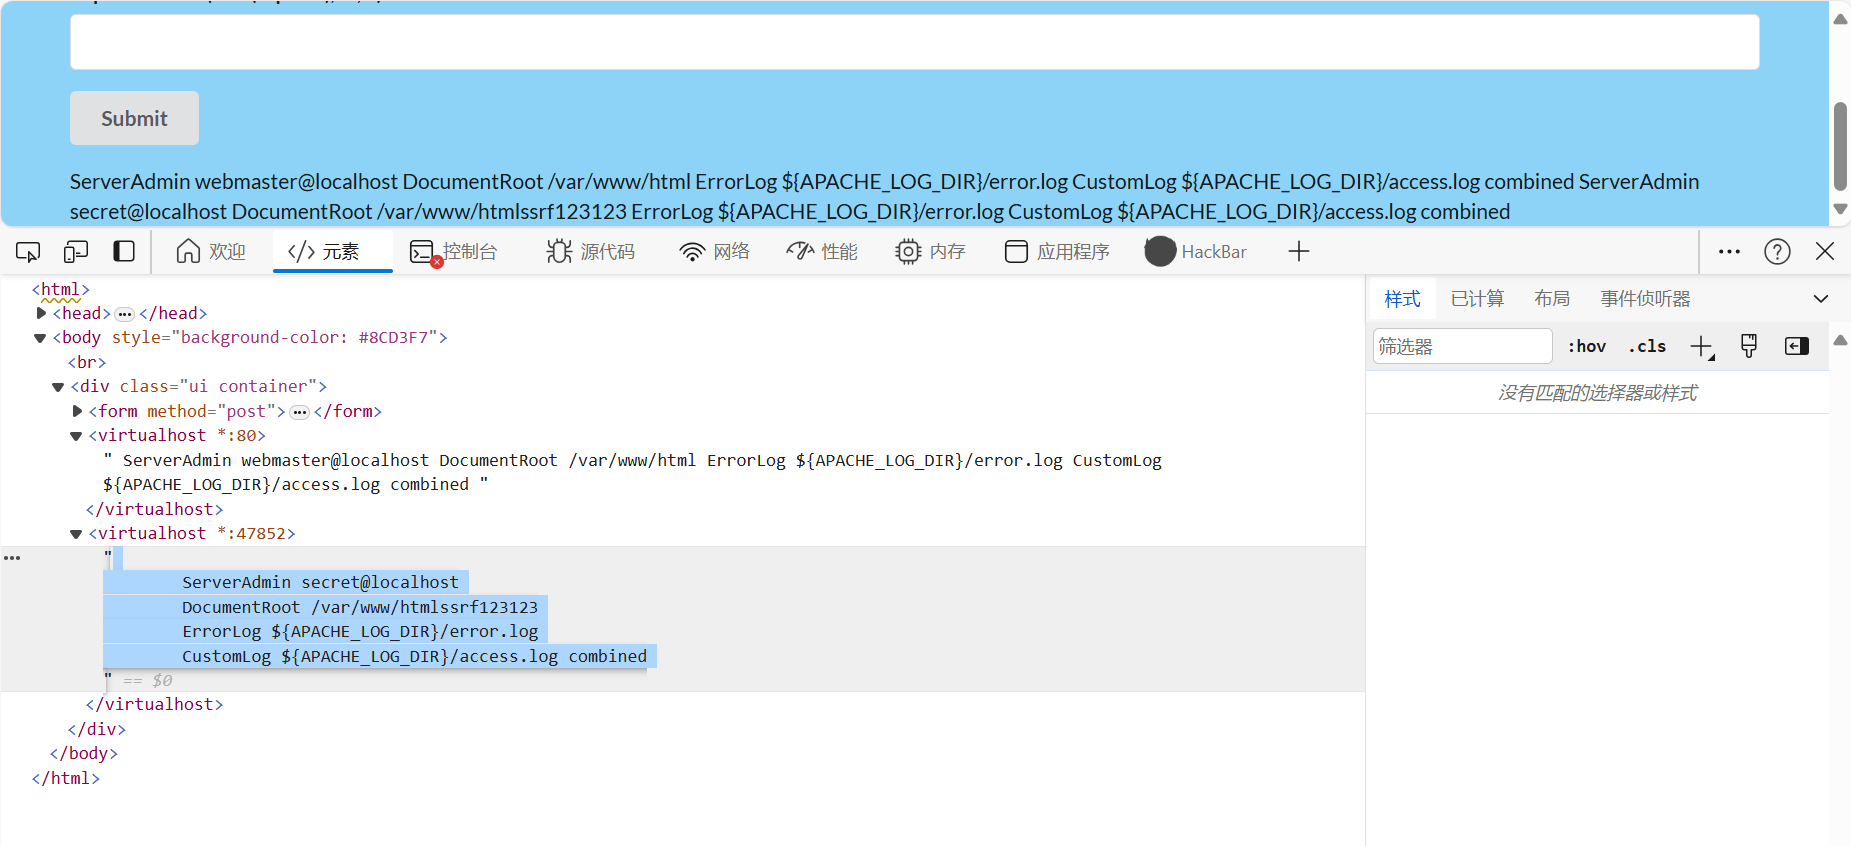 Submit
ServerAdmin webmaster@localhost DocumentRoot /var/www/html ErrorLog ${APACHE_LOG_DIR}/error.log CustomLog ${APACHE_LOG_DIR}/access.log combined ServerAdmin
secret@localhost DocumentRoot /var/www/htmlssrf123123 ErrorLog ${APACHE_LOG_DIR}/error.log CustomLog ${APACHE_LOG_DIR}/access.log combined
欢迎 </> 元素 控制台 源代码 网络 性能 内存 应用程序 HackBar
<html>
<head> ··· </head>
<body style="background-color: #8CD3F7">
<br>
<div class="ui container">
<form method="post"> ··· </form>
<virtualhost *:80>
" ServerAdmin webmaster@localhost DocumentRoot /var/www/html ErrorLog ${APACHE_LOG_DIR}/error.log CustomLog
${APACHE_LOG_DIR}/access.log combined "
</virtualhost>
<virtualhost *:47852>
"
ServerAdmin secret@localhost
DocumentRoot /var/www/htmlssrf123123
ErrorLog ${APACHE_LOG_DIR}/error.log
CustomLog ${APACHE_LOG_DIR}/access.log combined
" == $0
</virtualhost>
</div>
</body>
</html>
样式 已计算 布局 事件侦听器
筛选器 :hov .cls
没有匹配的选择器或样式